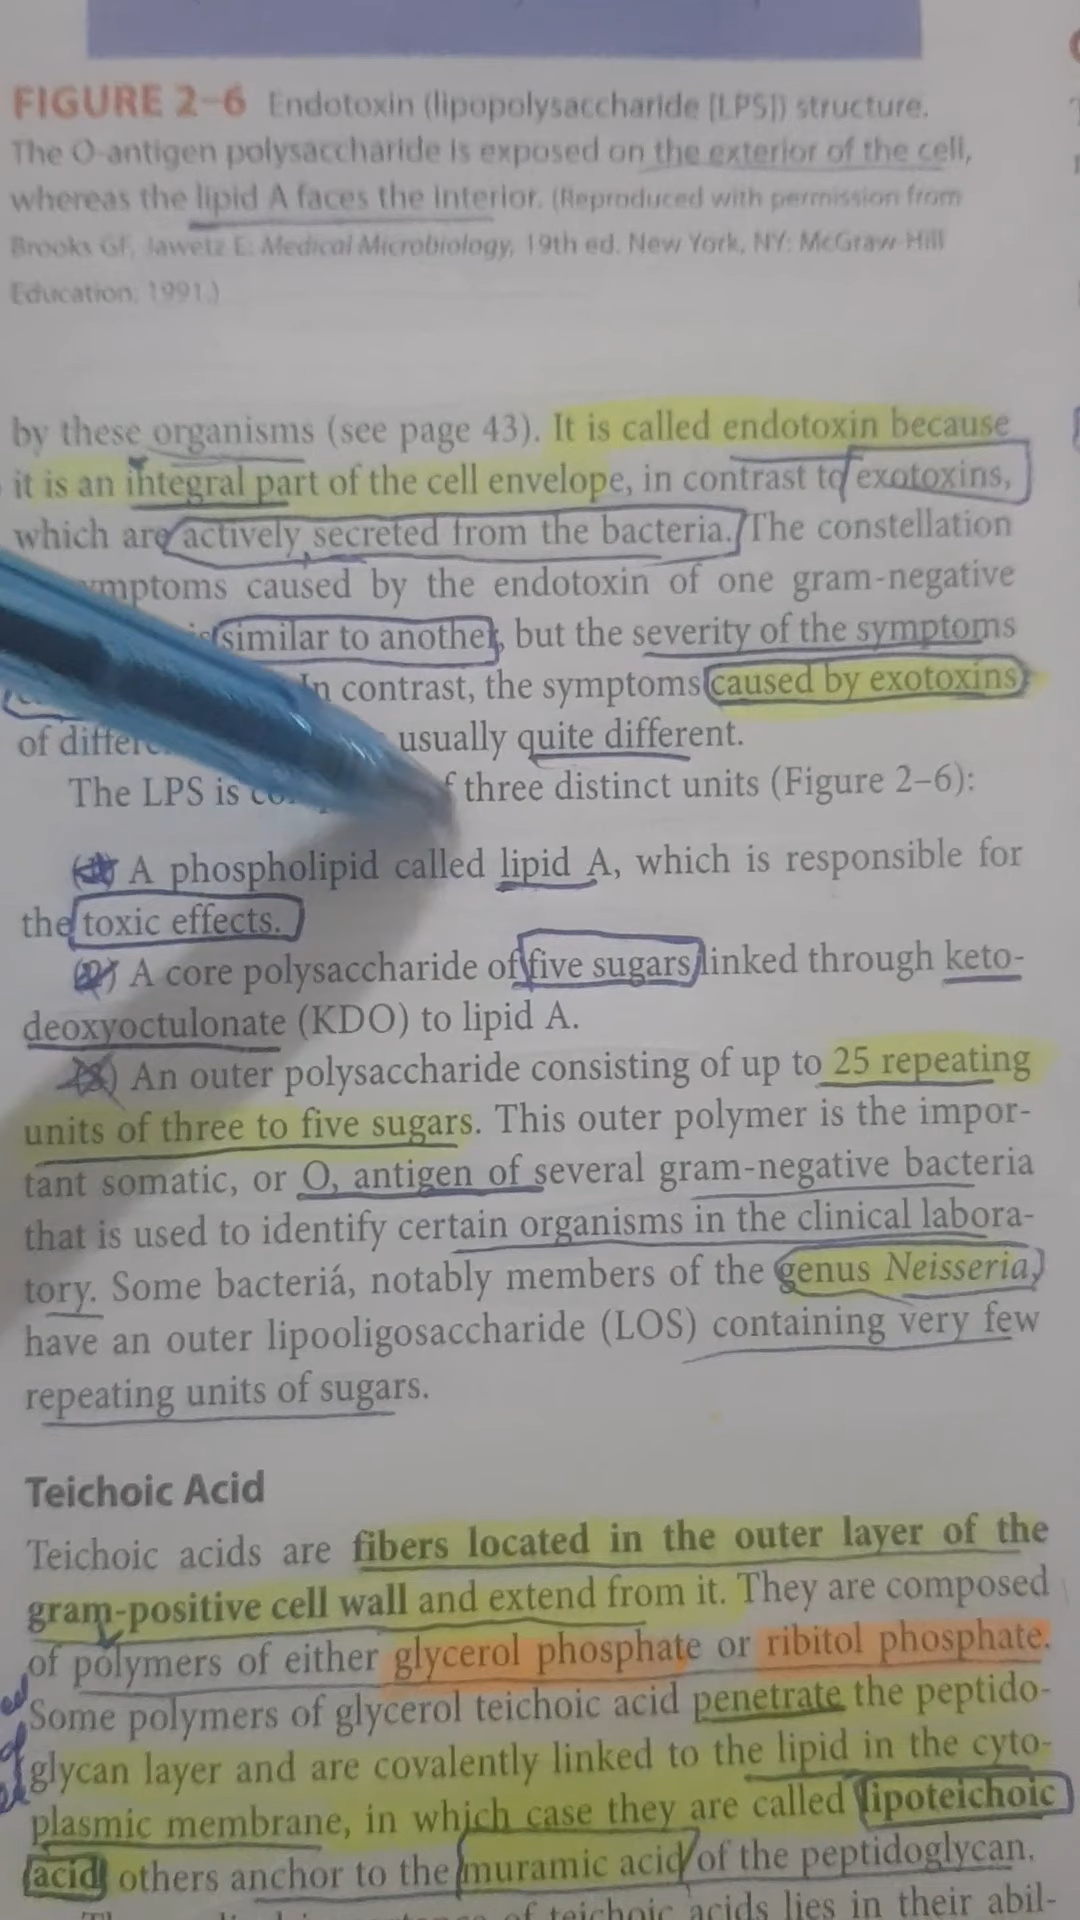 FIGURE 2–6 Endotoxin (lipopolysaccharide [LPS]) structure.
The O-antigen polysaccharide is exposed on the exterior of the cell,
whereas the lipid A faces the interior. (Reproduced with permission from
Brooks GF, Jawetz E: Medical Microbiology, 19th ed. New York, NY: McGraw-Hill
Education; 1991.)
by these organisms (see page 43). It is called endotoxin because
it is an integral part of the cell envelope, in contrast to exotoxins,
which are actively secreted from the bacteria. The constellation
mptoms caused by the endotoxin of one gram-negative
similar to another, but the severity of the symptoms
In contrast, the symptoms caused by exotoxins
of usually quite different.
The LPS is three distinct units (Figure 2–6):
(1) A phospholipid called lipid A, which is responsible for
the toxic effects.
(2) A core polysaccharide of five sugars linked through keto-
deoxyoctulonate (KDO) to lipid A.
(3) An outer polysaccharide consisting of up to 25 repeating
units of three to five sugars. This outer polymer is the impor-
tant somatic, or O, antigen of several gram-negative bacteria
that is used to identify certain organisms in the clinical labora-
tory. Some bacteria, notably members of the genus Neisseria,
have an outer lipooligosaccharide (LOS) containing very few
repeating units of sugars.
Teichoic Acid
Teichoic acids are fibers located in the outer layer of the
gram-positive cell wall and extend from it. They are composed
of polymers of either glycerol phosphate or ribitol phosphate.
Some polymers of glycerol teichoic acid penetrate the peptido-
glycan layer and are covalently linked to the lipid in the cyto-
plasmic membrane, in which case they are called lipoteichoic
acid others anchor to the muramic acid of the peptidoglycan.
of teichoic acids lies in their abil-